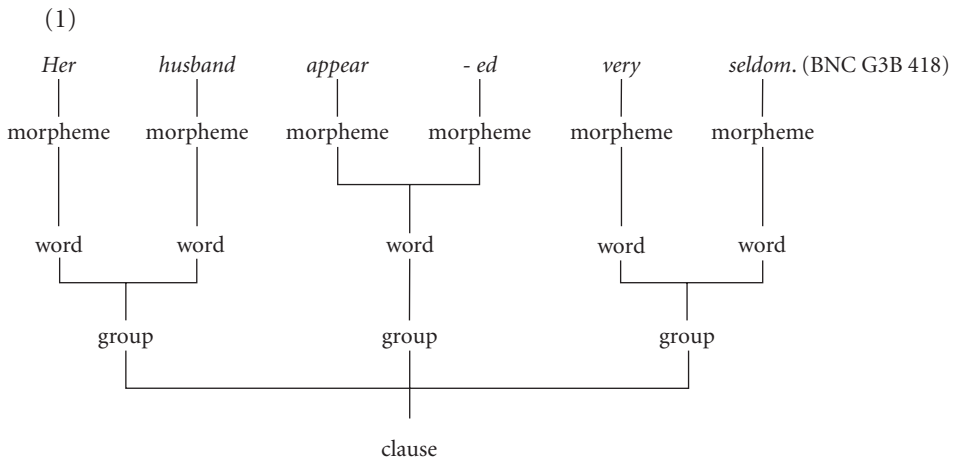 (1)
Her husband appear - ed very seldom. (BNC G3B 418)
morpheme morpheme morpheme morpheme morpheme morpheme
word word word word word
group group group
clause